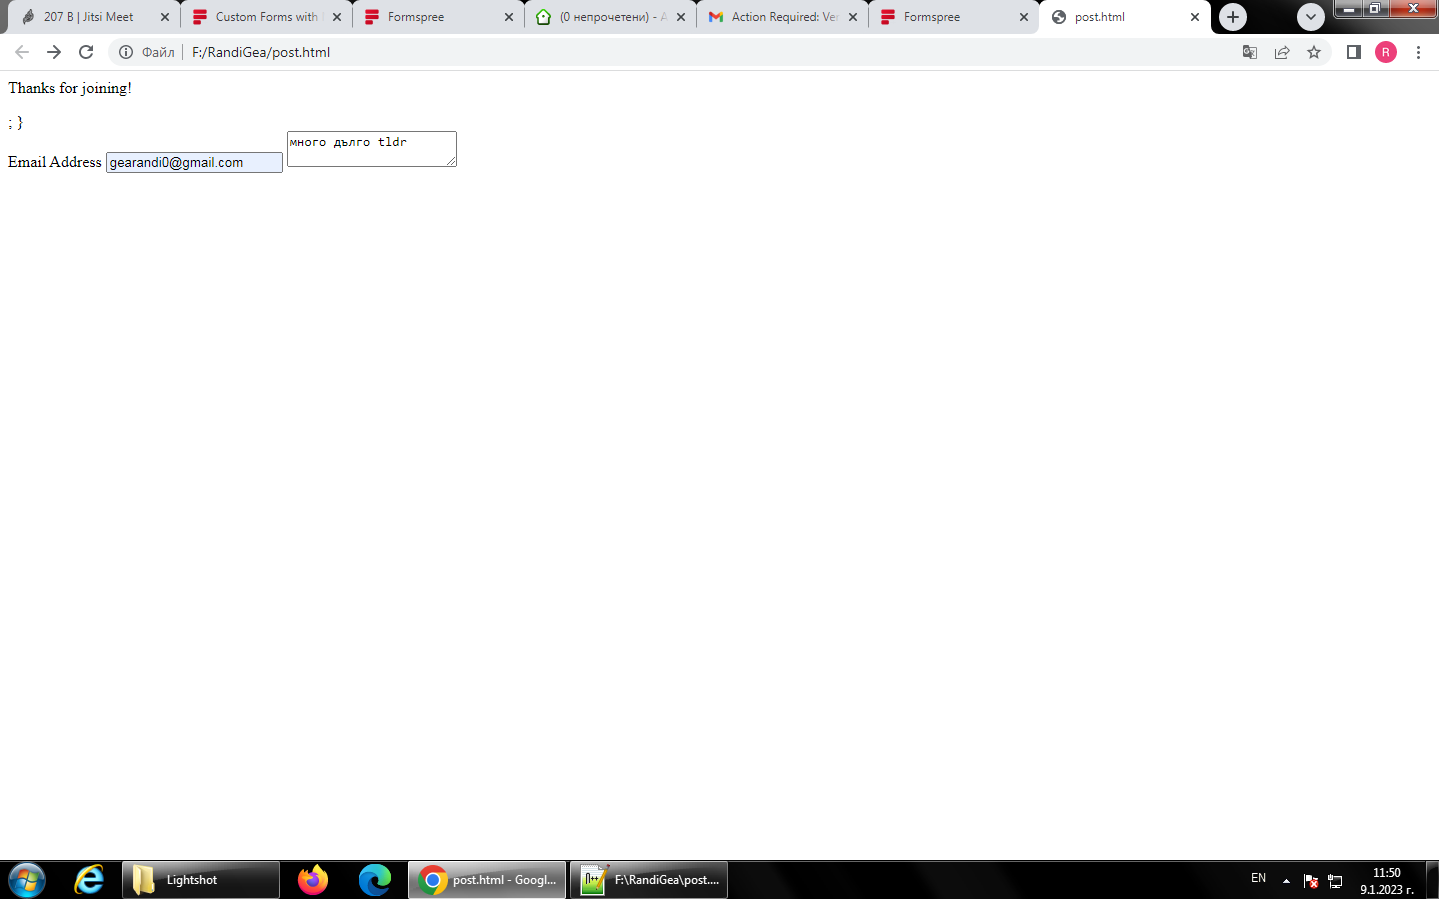 207 B | Jitsi Meet
Custom Forms with
Formspree
(0 непрочетени) - А
Action Required: Ver
Formspree
post.html
Файл
F:/RandiGea/post.html
R
Thanks for joining!
; }
Email Address
gearandi0@gmail.com
много дълго tldr
Lightshot
post.html - Googl...
F:\RandiGea\post....
EN
11:50
9.1.2023 г.